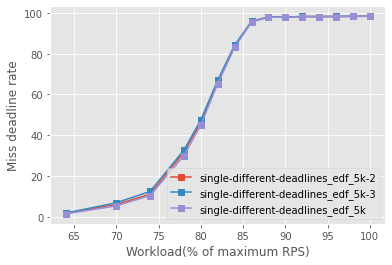 100
80
60
40
20
0
Miss deadline rate
single-different-deadlines_edf_5k-2
single-different-deadlines_edf_5k-3
single-different-deadlines_edf_5k
65 70 75 80 85 90 95 100
Workload(% of maximum RPS)